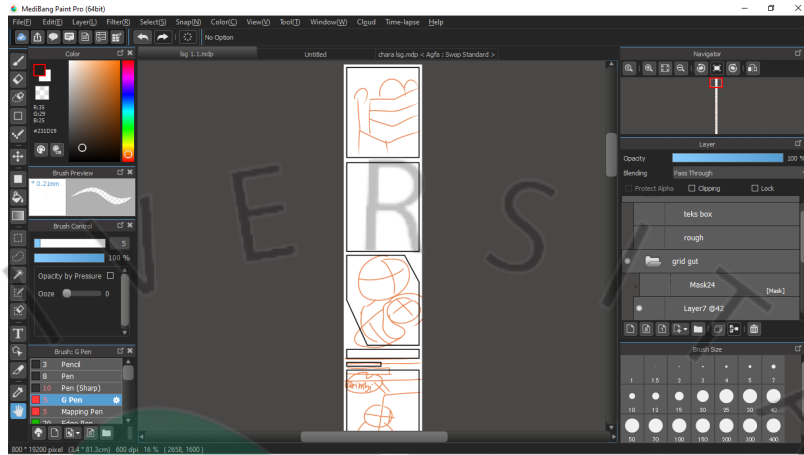 MediBang Paint Pro (64bit)
File(F) Edit(E) Layer(L) Filter(R) Select(S) Snap(N) Color(C) View(V) Tool(T) Window(W) Cloud Time-lapse Help
No Option
Color
lsg 1.1.mdp
Untitled
chara lsg.mdp < Agfa : Swop Standard >
Navigator
R:35
G:29
B:25
#231D19
Brush Preview
* 0.21mm
Brush Control
5
100 %
Opacity by Pressure
Ooze 0
Brush: G Pen
3 Pencil
8 Pen
10 Pen (Sharp)
5 G Pen
5 Mapping Pen
20 Edge Pen
Layer
Opacity 100 %
Blending Pass Through
Protect Alpha Clipping Lock
teks box
rough
grid gut
Mask24
[Mask]
Layer7 @42
Brush Size
1 1.5 2 3 4 5 7
10 12 15 20 25 30 40
50 70 100 150 200 300 400
800 * 19200 pixel (3.4 * 81.3cm) 600 dpi 16 % ( 2658, 1600 )
V E R S I T A